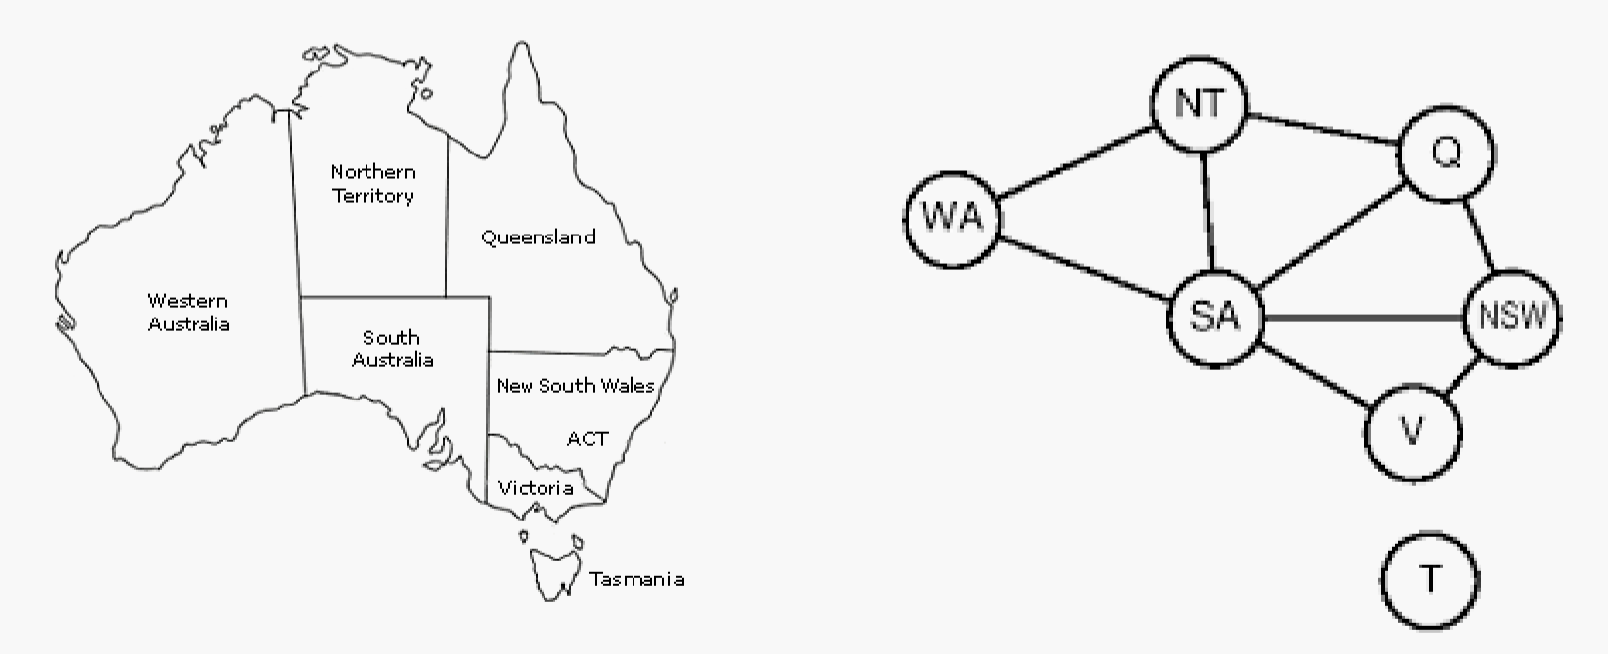 Northern
Territory
Queensland
Western
Australia
South
Australia
New South Wales
ACT
Victoria
Tasmania
NT
Q
WA
SA
NSW
V
T